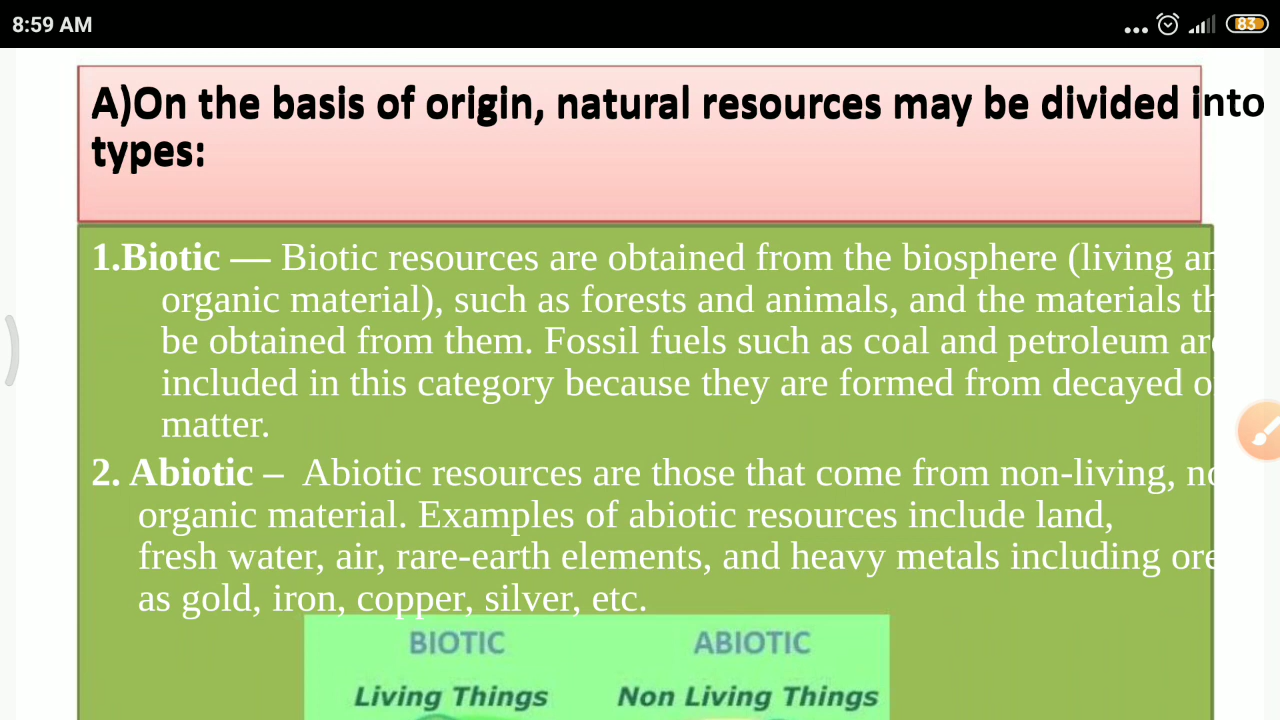 8:59 AM
83
A)On the basis of origin, natural resources may be divided into
types:
1.Biotic — Biotic resources are obtained from the biosphere (living
organic material), such as forests and animals, and the materials
be obtained from them. Fossil fuels such as coal and petroleum
included in this category because they are formed from decayed
matter.
2. Abiotic – Abiotic resources are those that come from non-living,
organic material. Examples of abiotic resources include land,
fresh water, air, rare-earth elements, and heavy metals including
as gold, iron, copper, silver, etc.
BIOTIC ABIOTIC
Living Things Non Living Things